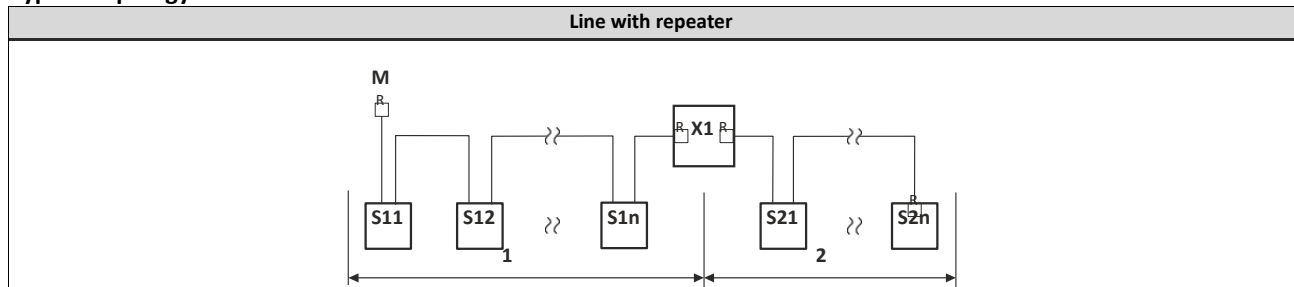 Line with repeater
M
R
R X1 R
S11 S12 S1n S21 R S2n
1 2